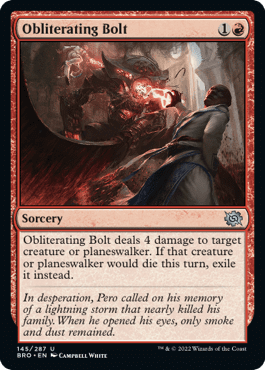 Obliterating Bolt 1
Sorcery
Obliterating Bolt deals 4 damage to target
creature or planeswalker. If that creature
or planeswalker would die this turn, exile
it instead.
In desperation, Pero called on his memory
of a lightning storm that nearly killed his
family. When he opened his eyes, only smoke
and dust remained.
145/287 U
BRO • EN CAMPBELL WHITE
™ & © 2022 Wizards of the Coast